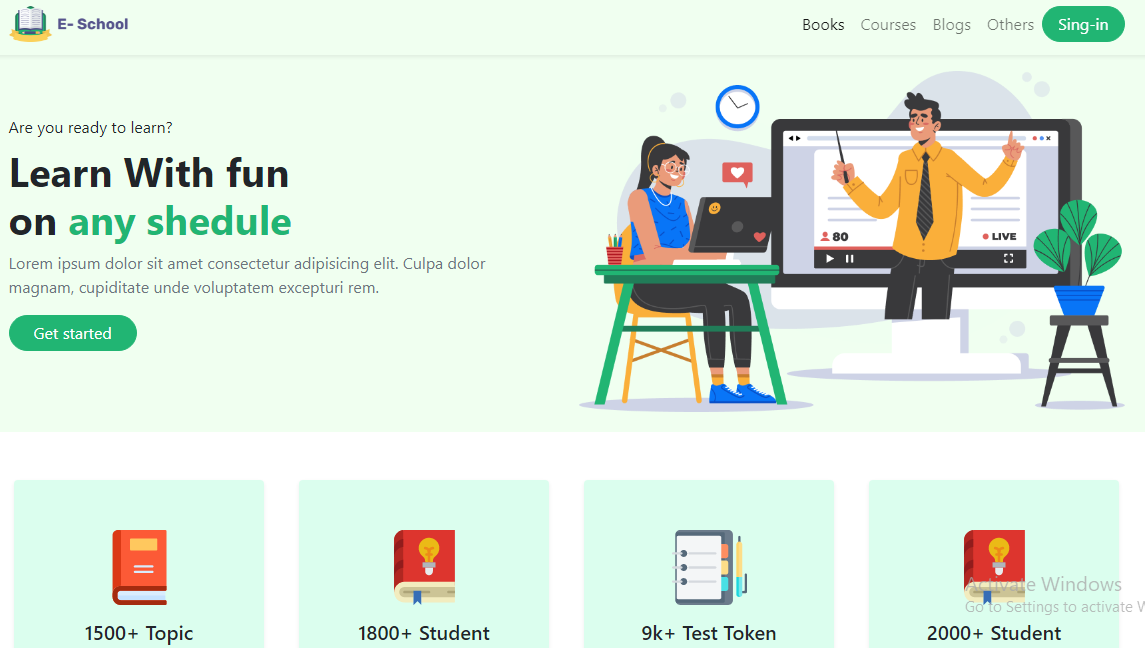 E- School
Books Courses Blogs Others Sing-in
Are you ready to learn?
Learn With fun
on any shedule
Lorem ipsum dolor sit amet consectetur adipisicing elit. Culpa dolor
magnam, cupiditate unde voluptatem excepturi rem.
Get started
80
LIVE
1500+ Topic
1800+ Student
9k+ Test Token
2000+ Student
Activate Windows
Go to Settings to activate W